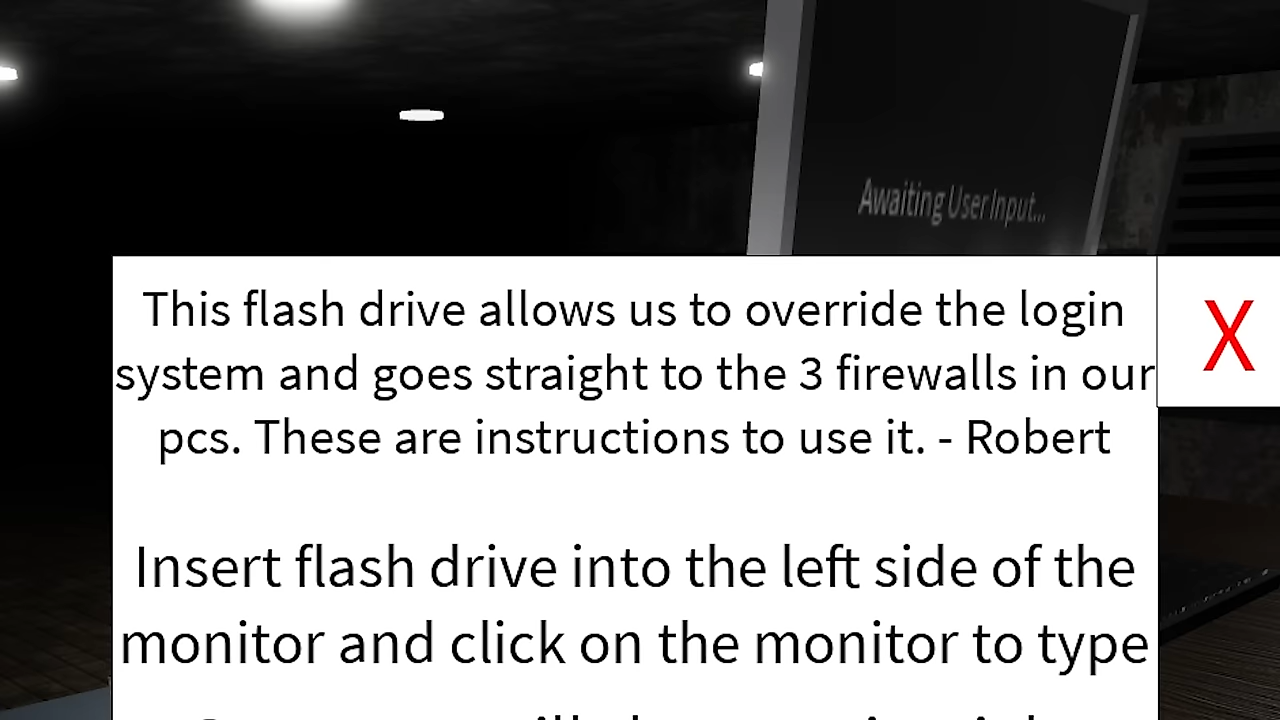 Awaiting User Input...
This flash drive allows us to override the login
X
system and goes straight to the 3 firewalls in our
pcs. These are instructions to use it. - Robert
Insert flash drive into the left side of the
monitor and click on the monitor to type